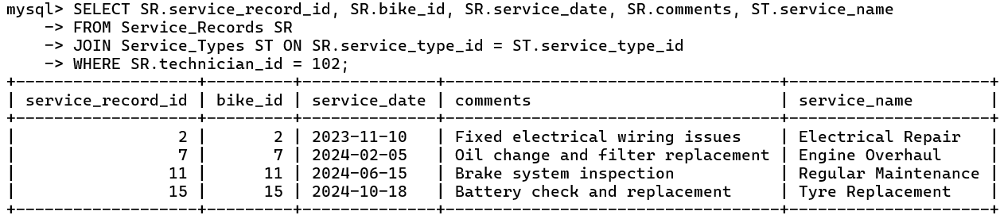 mysql> SELECT SR.service_record_id, SR.bike_id, SR.service_date, SR.comments, ST.service_name
    -> FROM Service_Records SR
    -> JOIN Service_Types ST ON SR.service_type_id = ST.service_type_id
    -> WHERE SR.technician_id = 102;
+-------------------+---------+--------------+-----------------------------------+---------------------+
| service_record_id | bike_id | service_date | comments                          | service_name        |
+-------------------+---------+--------------+-----------------------------------+---------------------+
|                 2 |       2 | 2023-11-10   | Fixed electrical wiring issues    | Electrical Repair   |
|                 7 |       7 | 2024-02-05   | Oil change and filter replacement | Engine Overhaul     |
|                11 |      11 | 2024-06-15   | Brake system inspection           | Regular Maintenance |
|                15 |      15 | 2024-10-18   | Battery check and replacement     | Tyre Replacement    |
+-------------------+---------+--------------+-----------------------------------+---------------------+